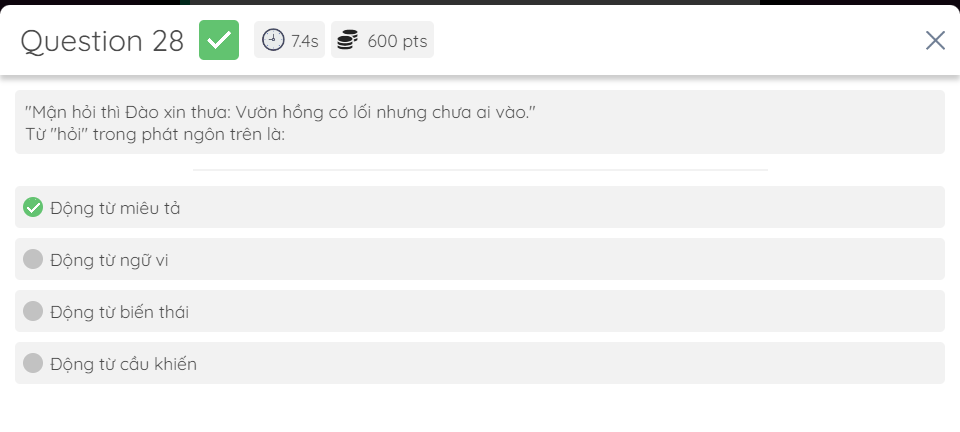 Question 28
7.4s
600 pts
"Mận hỏi thì Đào xin thưa: Vườn hồng có lối nhưng chưa ai vào."
Từ "hỏi" trong phát ngôn trên là:
Động từ miêu tả
Động từ ngữ vi
Động từ biến thái
Động từ cầu khiến